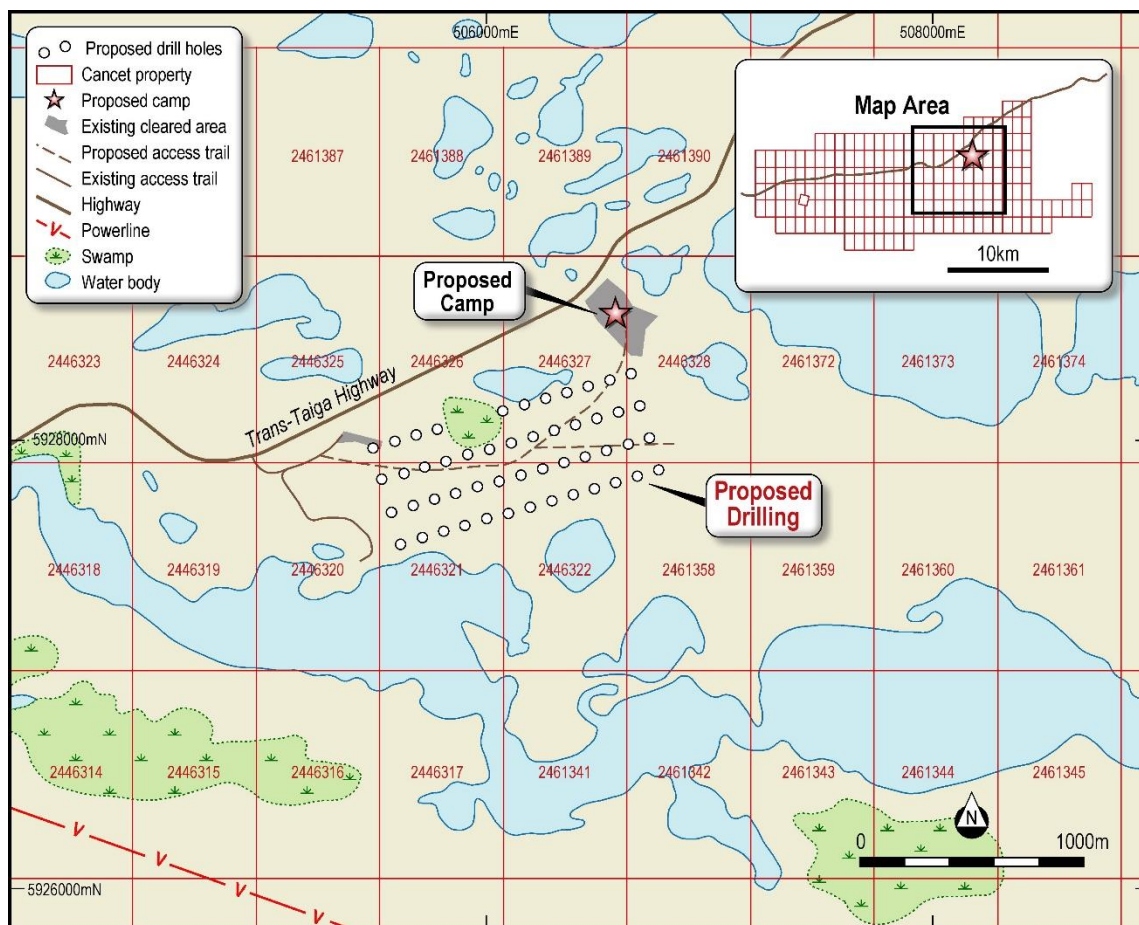 506000mE
508000mE
Proposed drill holes
Cancet property
Proposed camp
Existing cleared area
Proposed access trail
Existing access trail
Highway
V Powerline
Swamp
Water body
Map Area
10km
2461387 2461388 2461389 2461390
Proposed
Camp
2446323 2446324 2446325 2446326 2446327 2446328 2461372 2461373 2461374
Trans-Taiga Highway
5928000mN
Proposed
Drilling
2446318 2446319 2446320 2446321 2446322 2461358 2461359 2461360 2461361
2446314 2446315 2446316 2446317 2461341 2461342 2461343 2461344 2461345
N
0 1000m
V
V
V
V
5926000mN